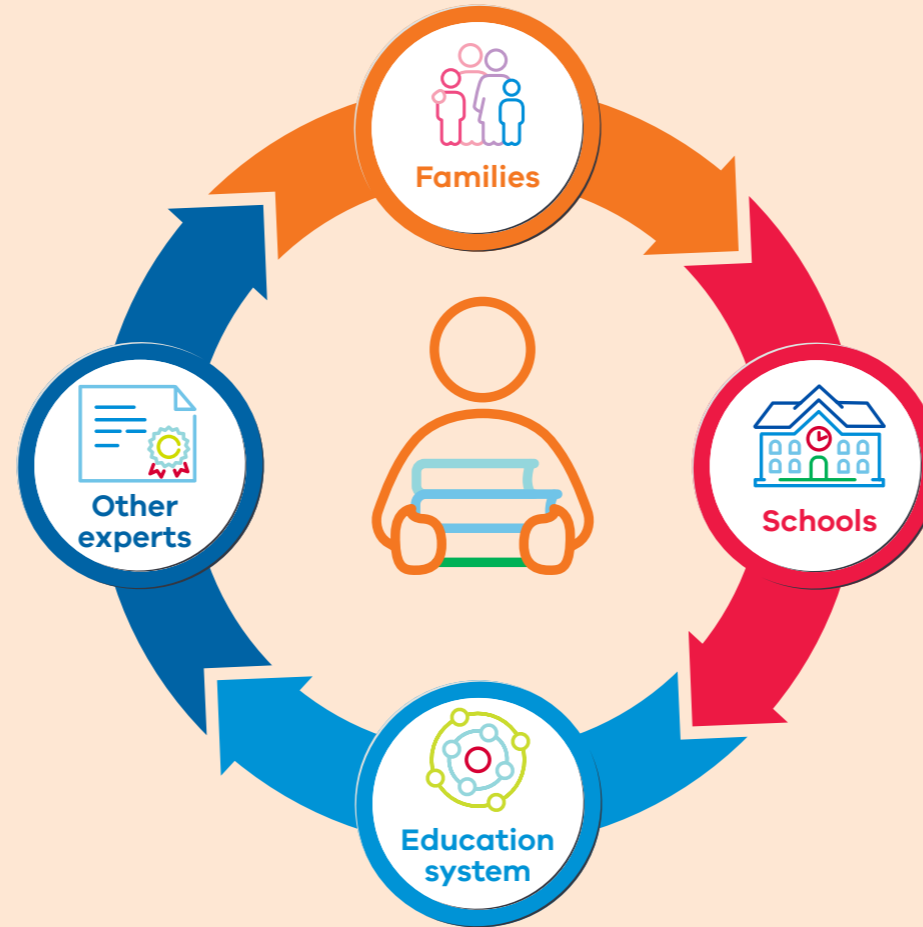 Families
Schools
Other
experts
Education
system